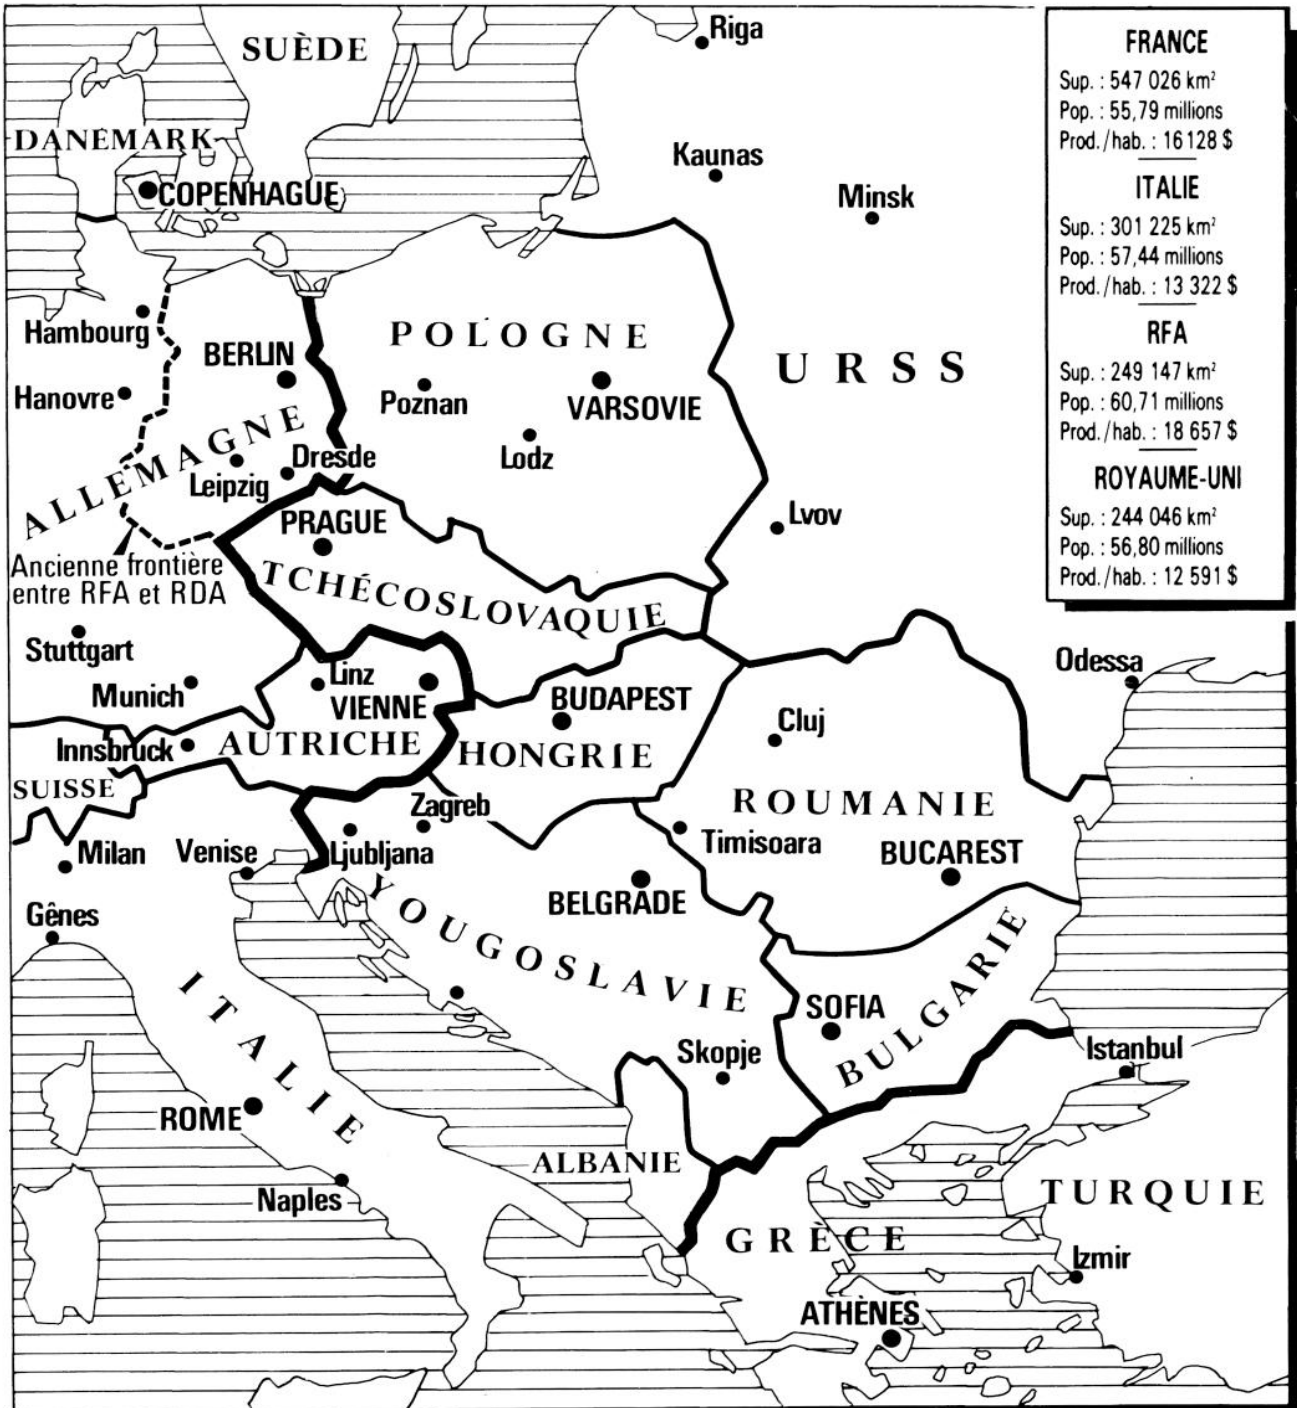 SUÈDE
Riga
DANEMARK
Kaunas
COPENHAGUE
Minsk
Hambourg
POLOGNE
BERLIN
URSS
Hanovre
Poznan
VARSOVIE
ALLEMAGNE
Dresde
Lodz
Leipzig
PRAGUE
Lvov
Ancienne frontière
entre RFA et RDA
TCHÉCOSLOVAQUIE
Stuttgart
Linz
Odessa
Munich
VIENNE
BUDAPEST
Cluj
Innsbruck
AUTRICHE
HONGRIE
SUISSE
Zagreb
ROUMANIE
Milan
Venise
Ljubljana
Timisoara
BUCAREST
BELGRADE
Gênes
YOUGOSLAVIE
ITALIE
SOFIA
BULGARIE
Skopje
Istanbul
ROME
ALBANIE
Naples
TURQUIE
GRÈCE
Izmir
ATHÈNES
FRANCE
Sup. : 547 026 km²
Pop. : 55,79 millions
Prod./hab. : 16 128 $
ITALIE
Sup. : 301 225 km²
Pop. : 57,44 millions
Prod./hab. : 13 322 $
RFA
Sup. : 249 147 km²
Pop. : 60,71 millions
Prod./hab. : 18 657 $
ROYAUME-UNI
Sup. : 244 046 km²
Pop. : 56,80 millions
Prod./hab. : 12 591 $